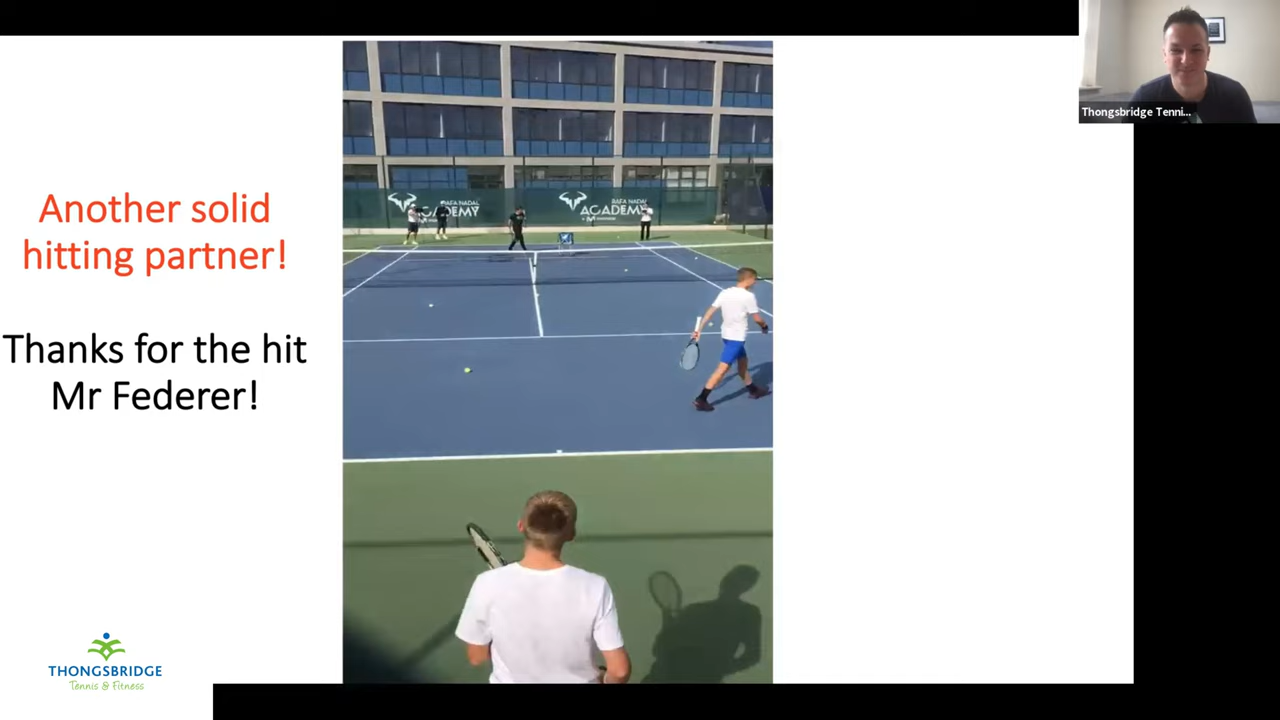 Thongsbridge Tenni...
RAFA NADAL
ACADEMY
RAFA NADAL
ACADEMY
Another solid
hitting partner!
Thanks for the hit
Mr Federer!
THONGSBRIDGE
Tennis & Fitness